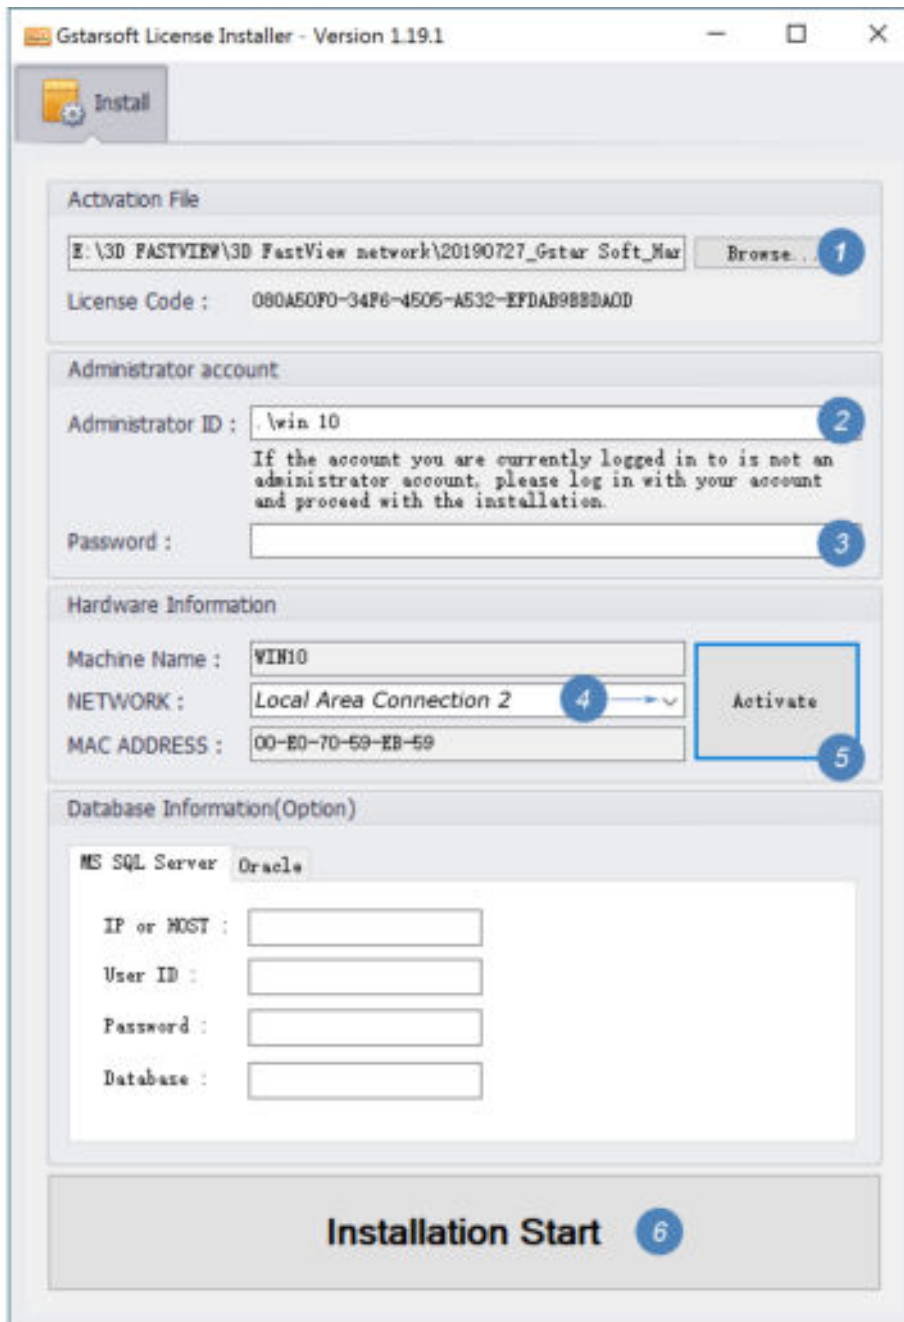 Gstarsoft License Installer - Version 1.19.1
Install
Activation File
E:\3D FASTVIEW\3D FastView network\20190727_Gstar Soft_Mar
Browse... 1
License Code : 080A50F0-34F6-4505-A532-EFDAB9BBDA0D
Administrator account
Administrator ID : .\win 10 2
If the account you are currently logged in to is not an
administrator account, please log in with your account
and proceed with the installation.
Password : 3
Hardware Information
Machine Name : WIN10
NETWORK : Local Area Connection 2 4
MAC ADDRESS : 00-E0-70-59-EB-59
Activate 5
Database Information(Option)
MS SQL Server Oracle
IP or HOST :
User ID :
Password :
Database :
Installation Start 6